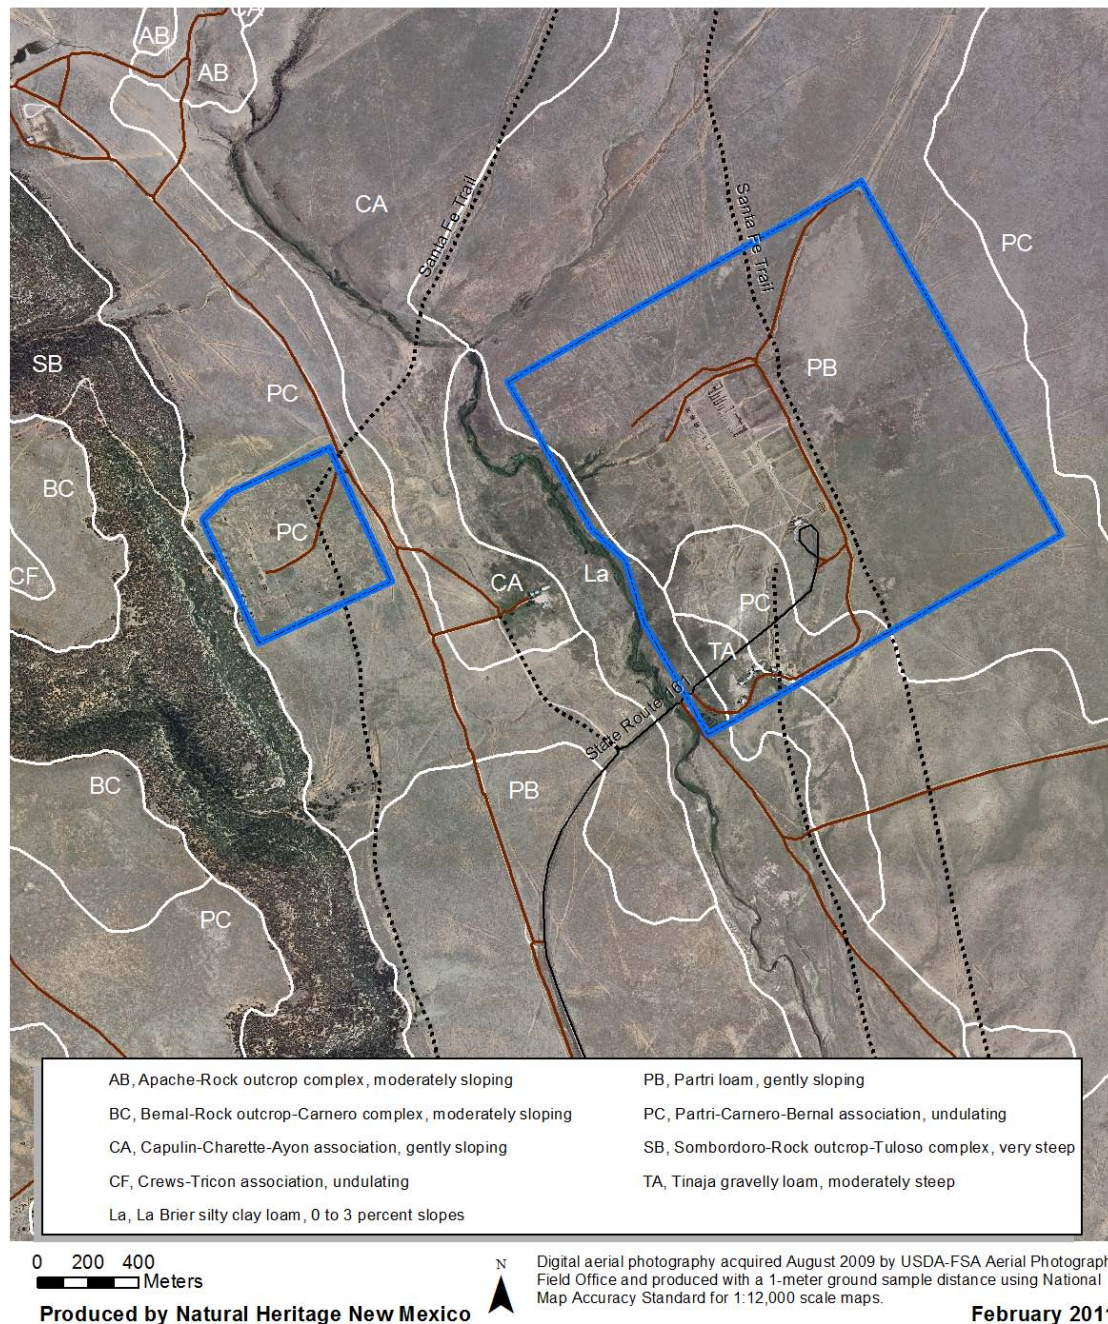 CA
AB
AB
CA
Santa Fe Trail
Santa Fe Trail
PC
SB
PC
PB
BC
PC
CF
CA
La
PC
TA
State Route 161
BC
PB
PC
AB, Apache-Rock outcrop complex, moderately sloping
BC, Bernal-Rock outcrop-Carnero complex, moderately sloping
CA, Capulin-Charette-Ayon association, gently sloping
CF, Crews-Tricon association, undulating
La, La Brier silty clay loam, 0 to 3 percent slopes
PB, Partri loam, gently sloping
PC, Partri-Carnero-Bernal association, undulating
SB, Sombordoro-Rock outcrop-Tuloso complex, very steep
TA, Tinaja gravelly loam, moderately steep
0 200 400
Meters
N
Digital aerial photography acquired August 2009 by USDA-FSA Aerial Photograph
Field Office and produced with a 1-meter ground sample distance using National
Map Accuracy Standard for 1:12,000 scale maps.
Produced by Natural Heritage New Mexico
February 2011